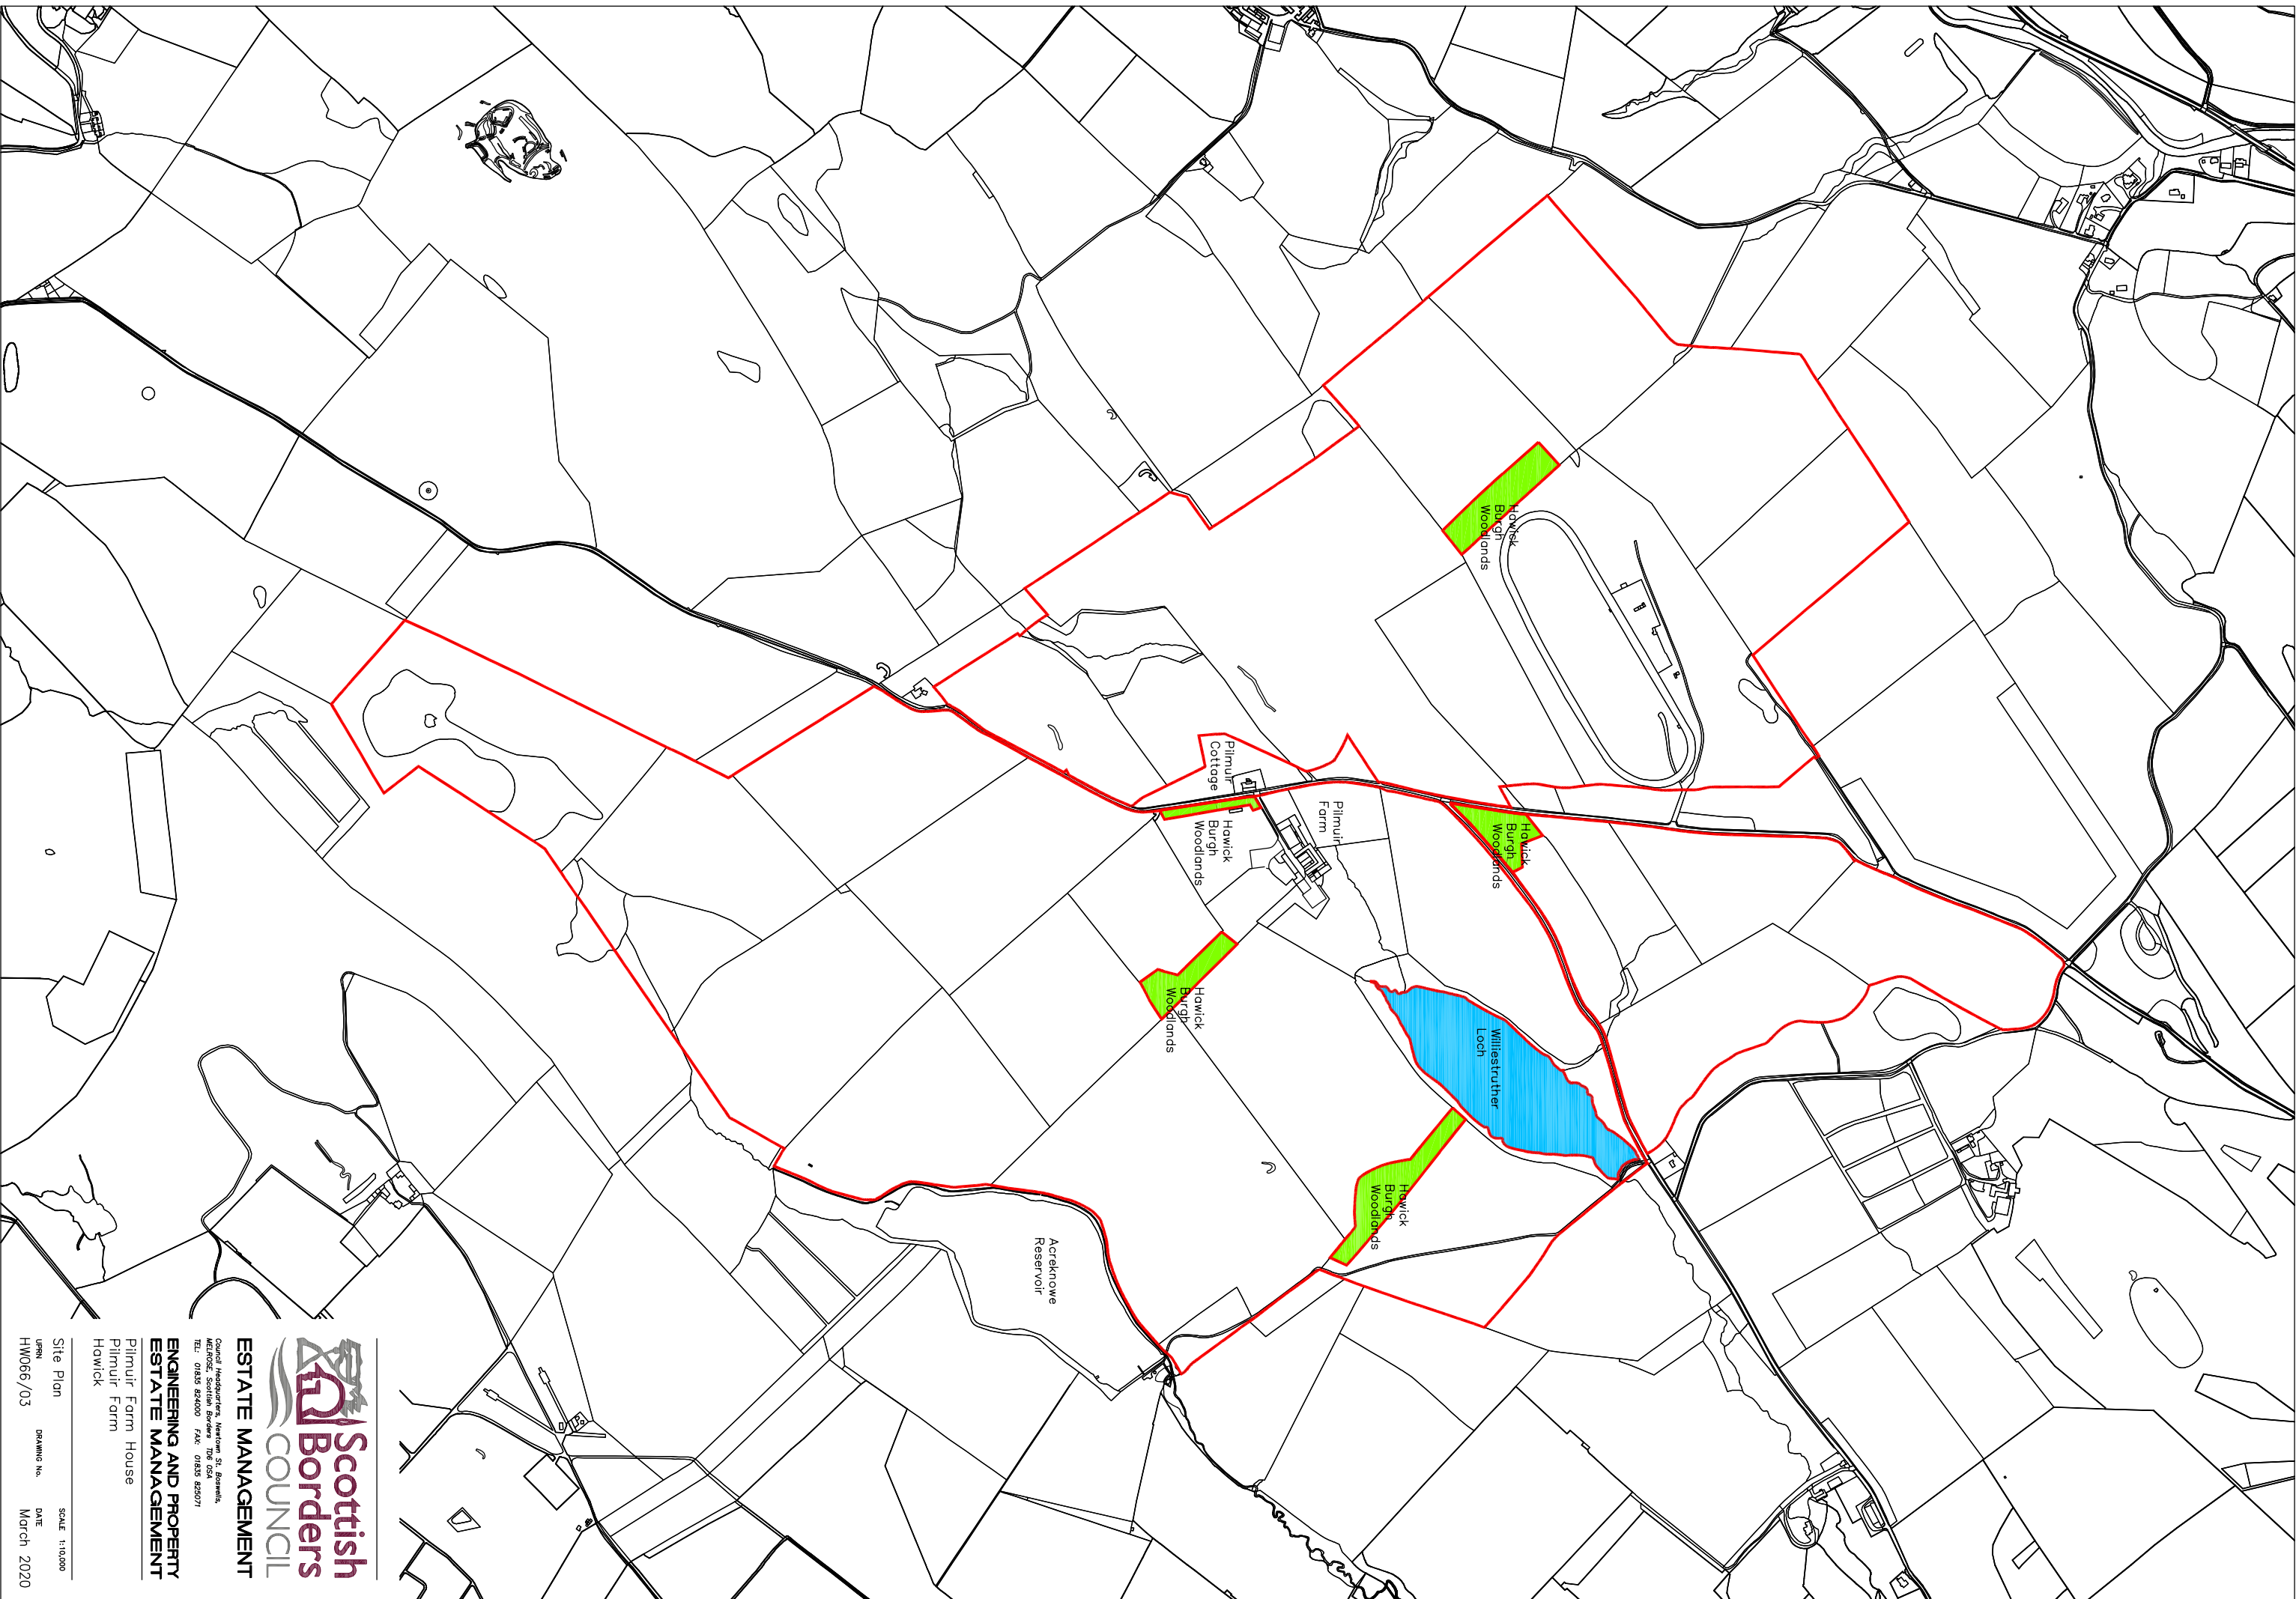 Hawick
Burgh
Woodlands
Pilmuir
Cottage
Pilmuir
Farm
Hawick
Burgh
Woodlands
Hawick
Burgh
Woodlands
Hawick
Burgh
Woodlands
Williestruther
Loch
Hawick
Burgh
Woodlands
Acreknowe
Reservoir
Scottish
Borders
COUNCIL
ESTATE MANAGEMENT
Council Headquarters, Newtown St. Boswells,
MELROSE, Scottish Borders TD6 0SA
TEL: 01835 824000 FAX: 01835 825071
ENGINEERING AND PROPERTY
ESTATE MANAGEMENT
Pilmuir Farm House
Pilmuir Farm
Hawick
Site Plan SCALE 1:10,000
UPRN DRAWING No. DATE
HW066/03 March 2020